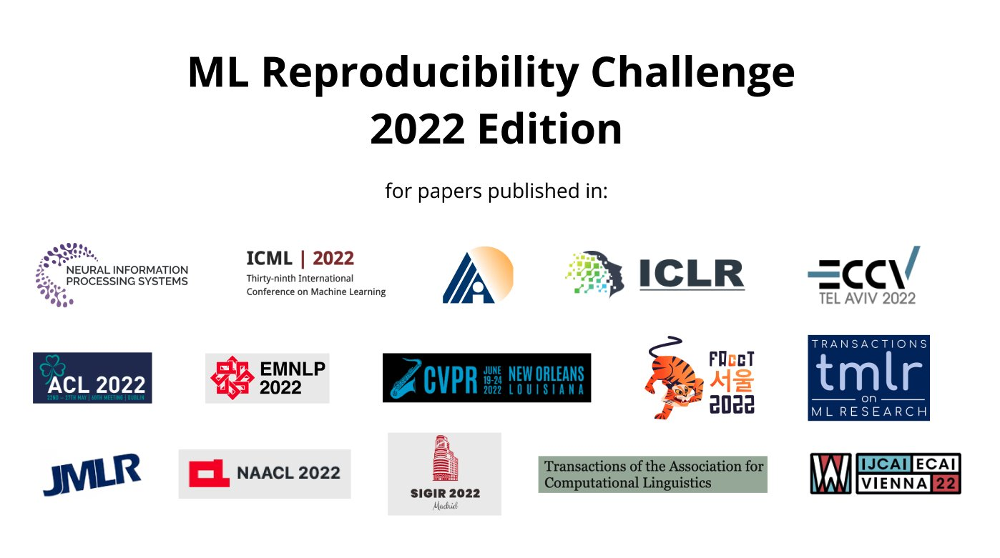 ML Reproducibility Challenge
2022 Edition
for papers published in:
NEURAL INFORMATION
PROCESSING SYSTEMS
ICML | 2022
Thirty-ninth International
Conference on Machine Learning
ICLR
ECCV
TEL AVIV 2022
ACL 2022
22ND – 27TH MAY | 60TH MEETING | DUBLIN
EMNLP
2022
CVPR
JUNE
19-24
2022
NEW ORLEANS
LOUISIANA
FAccT
서울
2022
TRANSACTIONS
tmlr
on
ML RESEARCH
JMLR
NAACL 2022
SIGIR 2022
Madrid
Transactions of the Association for
Computational Linguistics
IJCAI ECAI
VIENNA 22